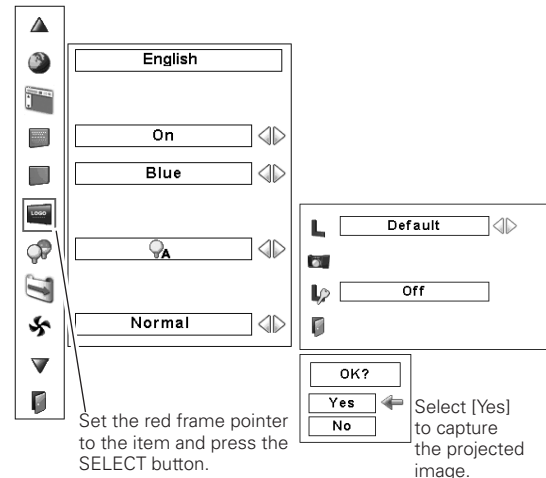 English
On
Blue
LOGO
A
Normal
Default
L
L
Off
OK?
Yes
No
Set the red frame pointer
to the item and press the
SELECT button.
Select [Yes]
to capture
the projected
image.